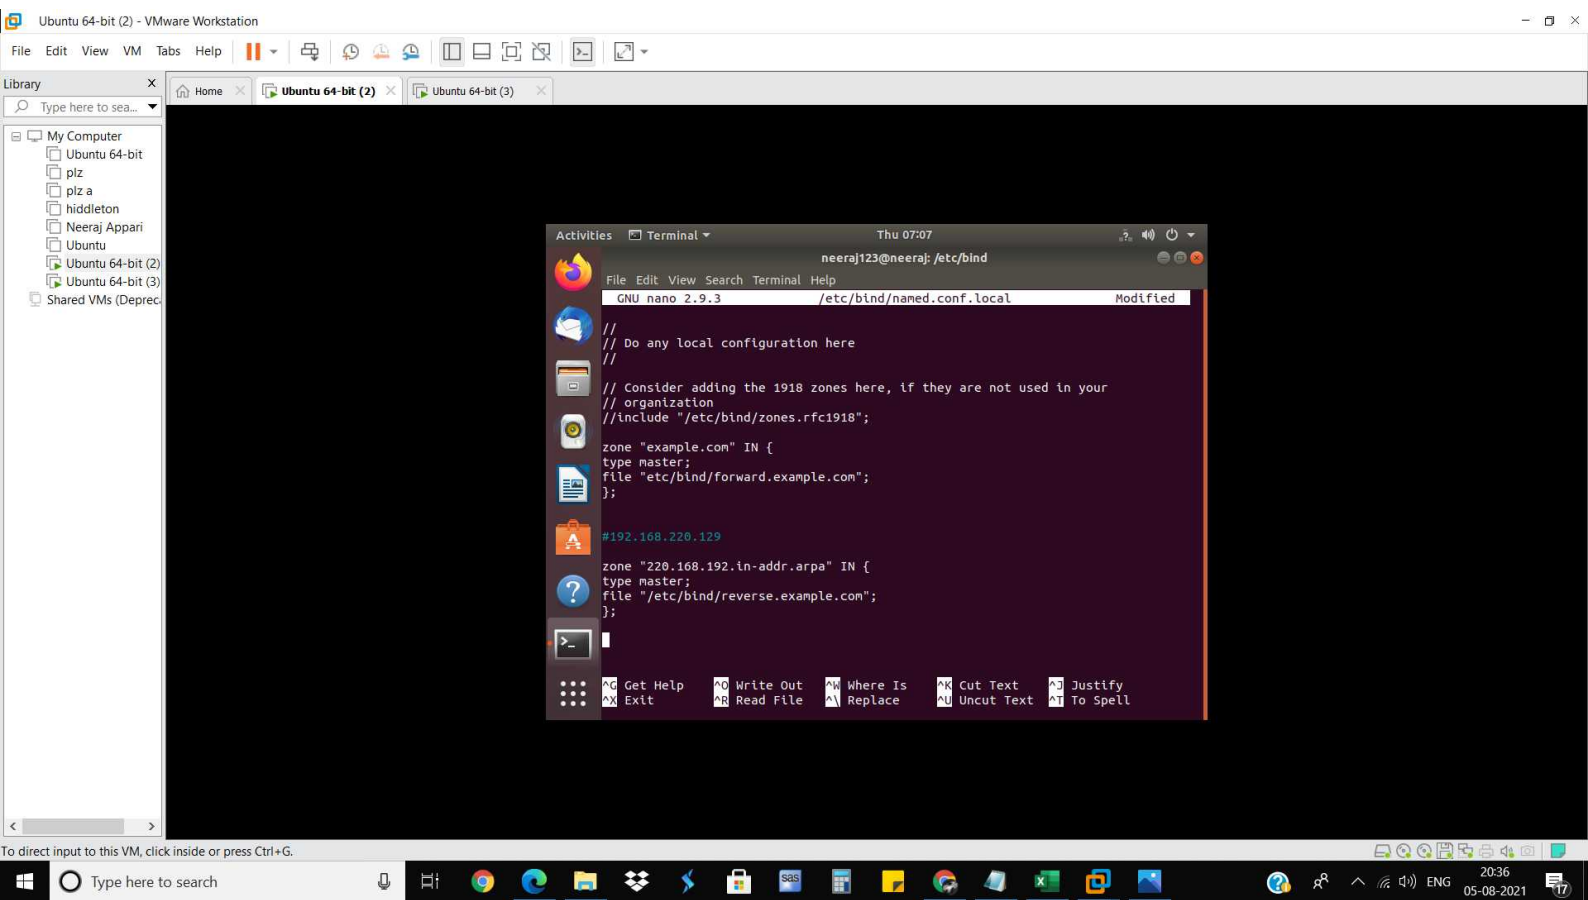 Ubuntu 64-bit (2) - VMware Workstation
File Edit View VM Tabs Help
Library X
Type here to sea...
Home
Ubuntu 64-bit (2)
Ubuntu 64-bit (3)
My Computer
Ubuntu 64-bit
plz
plz a
hiddleton
Neeraj Appari
Ubuntu
Ubuntu 64-bit (2)
Ubuntu 64-bit (3)
Shared VMs (Deprec
Activities Terminal Thu 07:07
neeraj123@neeraj: /etc/bind
File Edit View Search Terminal Help
GNU nano 2.9.3 /etc/bind/named.conf.local Modified
//
// Do any local configuration here
//
// Consider adding the 1918 zones here, if they are not used in your
// organization
//include "/etc/bind/zones.rfc1918";
zone "example.com" IN {
type master;
file "etc/bind/forward.example.com";
};
#192.168.220.129
zone "220.168.192.in-addr.arpa" IN {
type master;
file "/etc/bind/reverse.example.com";
};
^G Get Help ^O Write Out ^W Where Is ^K Cut Text ^J Justify
^X Exit ^R Read File ^\ Replace ^U Uncut Text ^T To Spell
To direct input to this VM, click inside or press Ctrl+G.
Type here to search
sas
ENG
20:36
05-08-2021
17